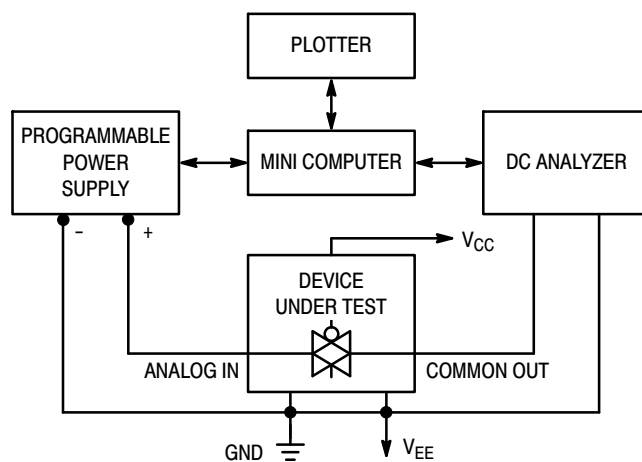 PLOTTER
PROGRAMMABLE
POWER
SUPPLY
MINI COMPUTER
DC ANALYZER
– +
VCC
DEVICE
UNDER TEST
ANALOG IN
COMMON OUT
GND
VEE